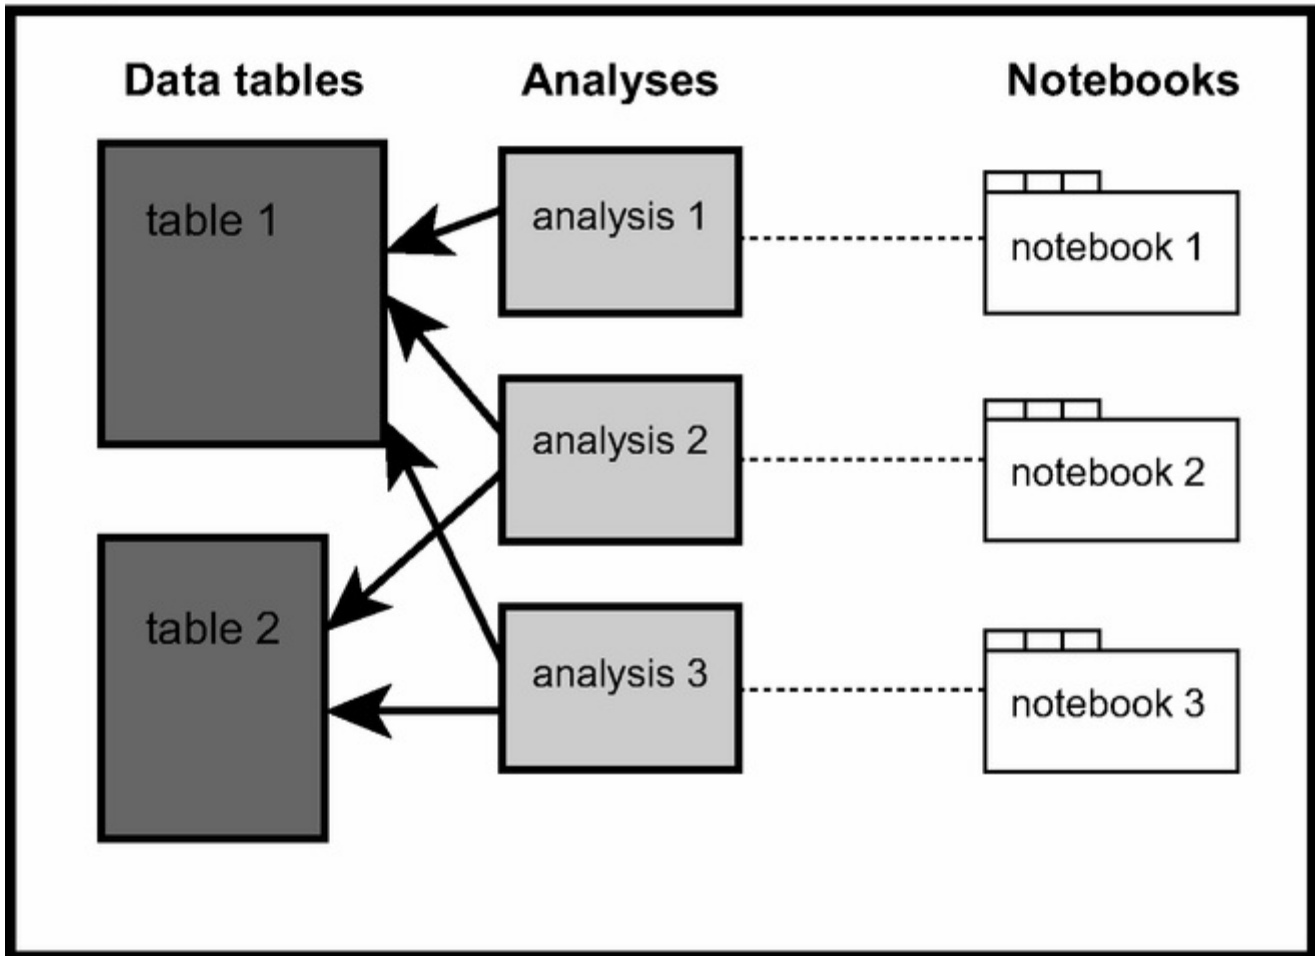 Data tables
Analyses
Notebooks
table 1
analysis 1
notebook 1
analysis 2
notebook 2
table 2
analysis 3
notebook 3